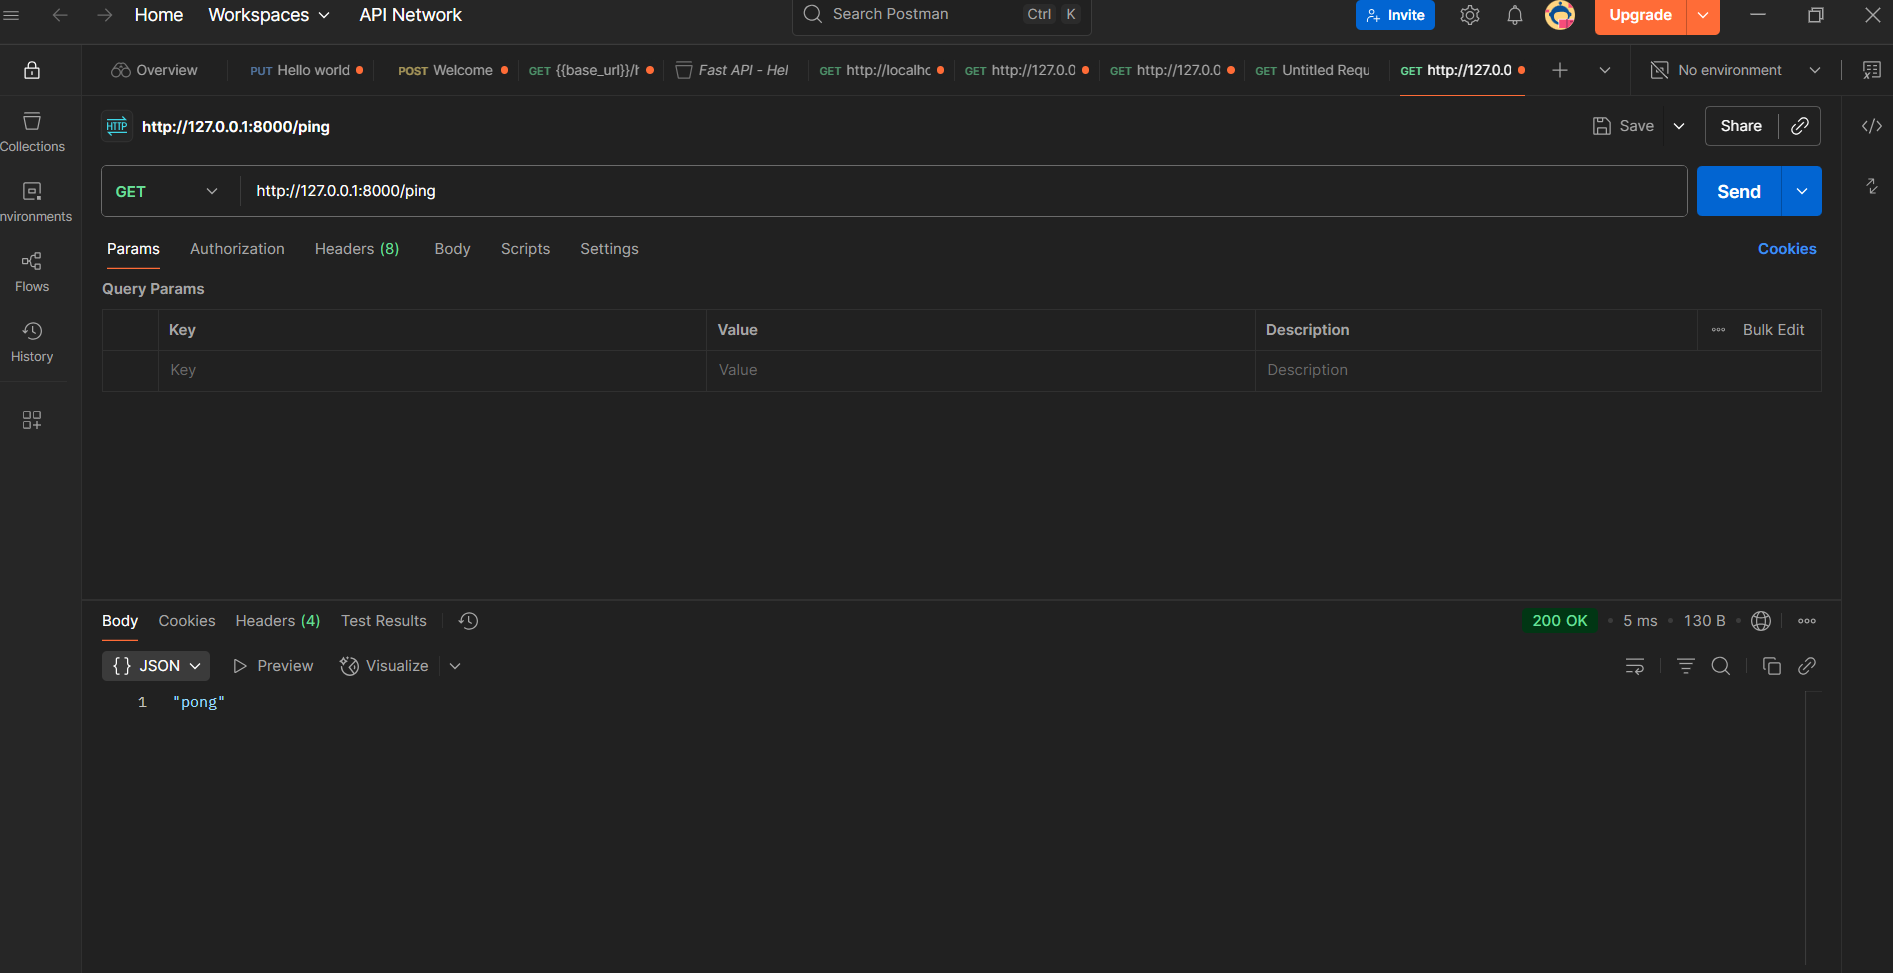 Home Workspaces API Network Search Postman Ctrl K Invite Upgrade
Overview PUT Hello world POST Welcome GET {{base_url}}/h Fast API - Hel GET http://localhc GET http://127.0.0 GET http://127.0.0 GET Untitled Requ GET http://127.0.0 No environment
HTTP http://127.0.0.1:8000/ping Save Share
Collections
GET http://127.0.0.1:8000/ping Send
nvironments
Params Authorization Headers (8) Body Scripts Settings Cookies
Flows
Query Params
Key Value Description Bulk Edit
History
Key Value Description
Body Cookies Headers (4) Test Results 200 OK 5 ms 130 B
{} JSON Preview Visualize
1 "pong"